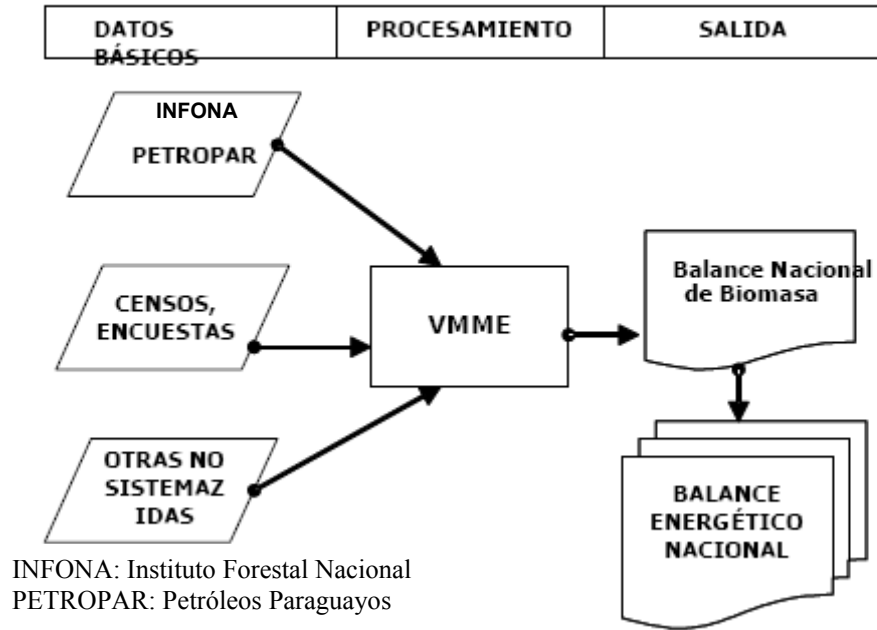 DATOS
BÁSICOS
PROCESAMIENTO
SALIDA
INFONA
PETROPAR
CENSOS,
ENCUESTAS
VMME
Balance Nacional
de Biomasa
OTRAS NO
SISTEMAZ
IDAS
BALANCE
ENERGÉTICO
NACIONAL
INFONA: Instituto Forestal Nacional
PETROPAR: Petróleos Paraguayos